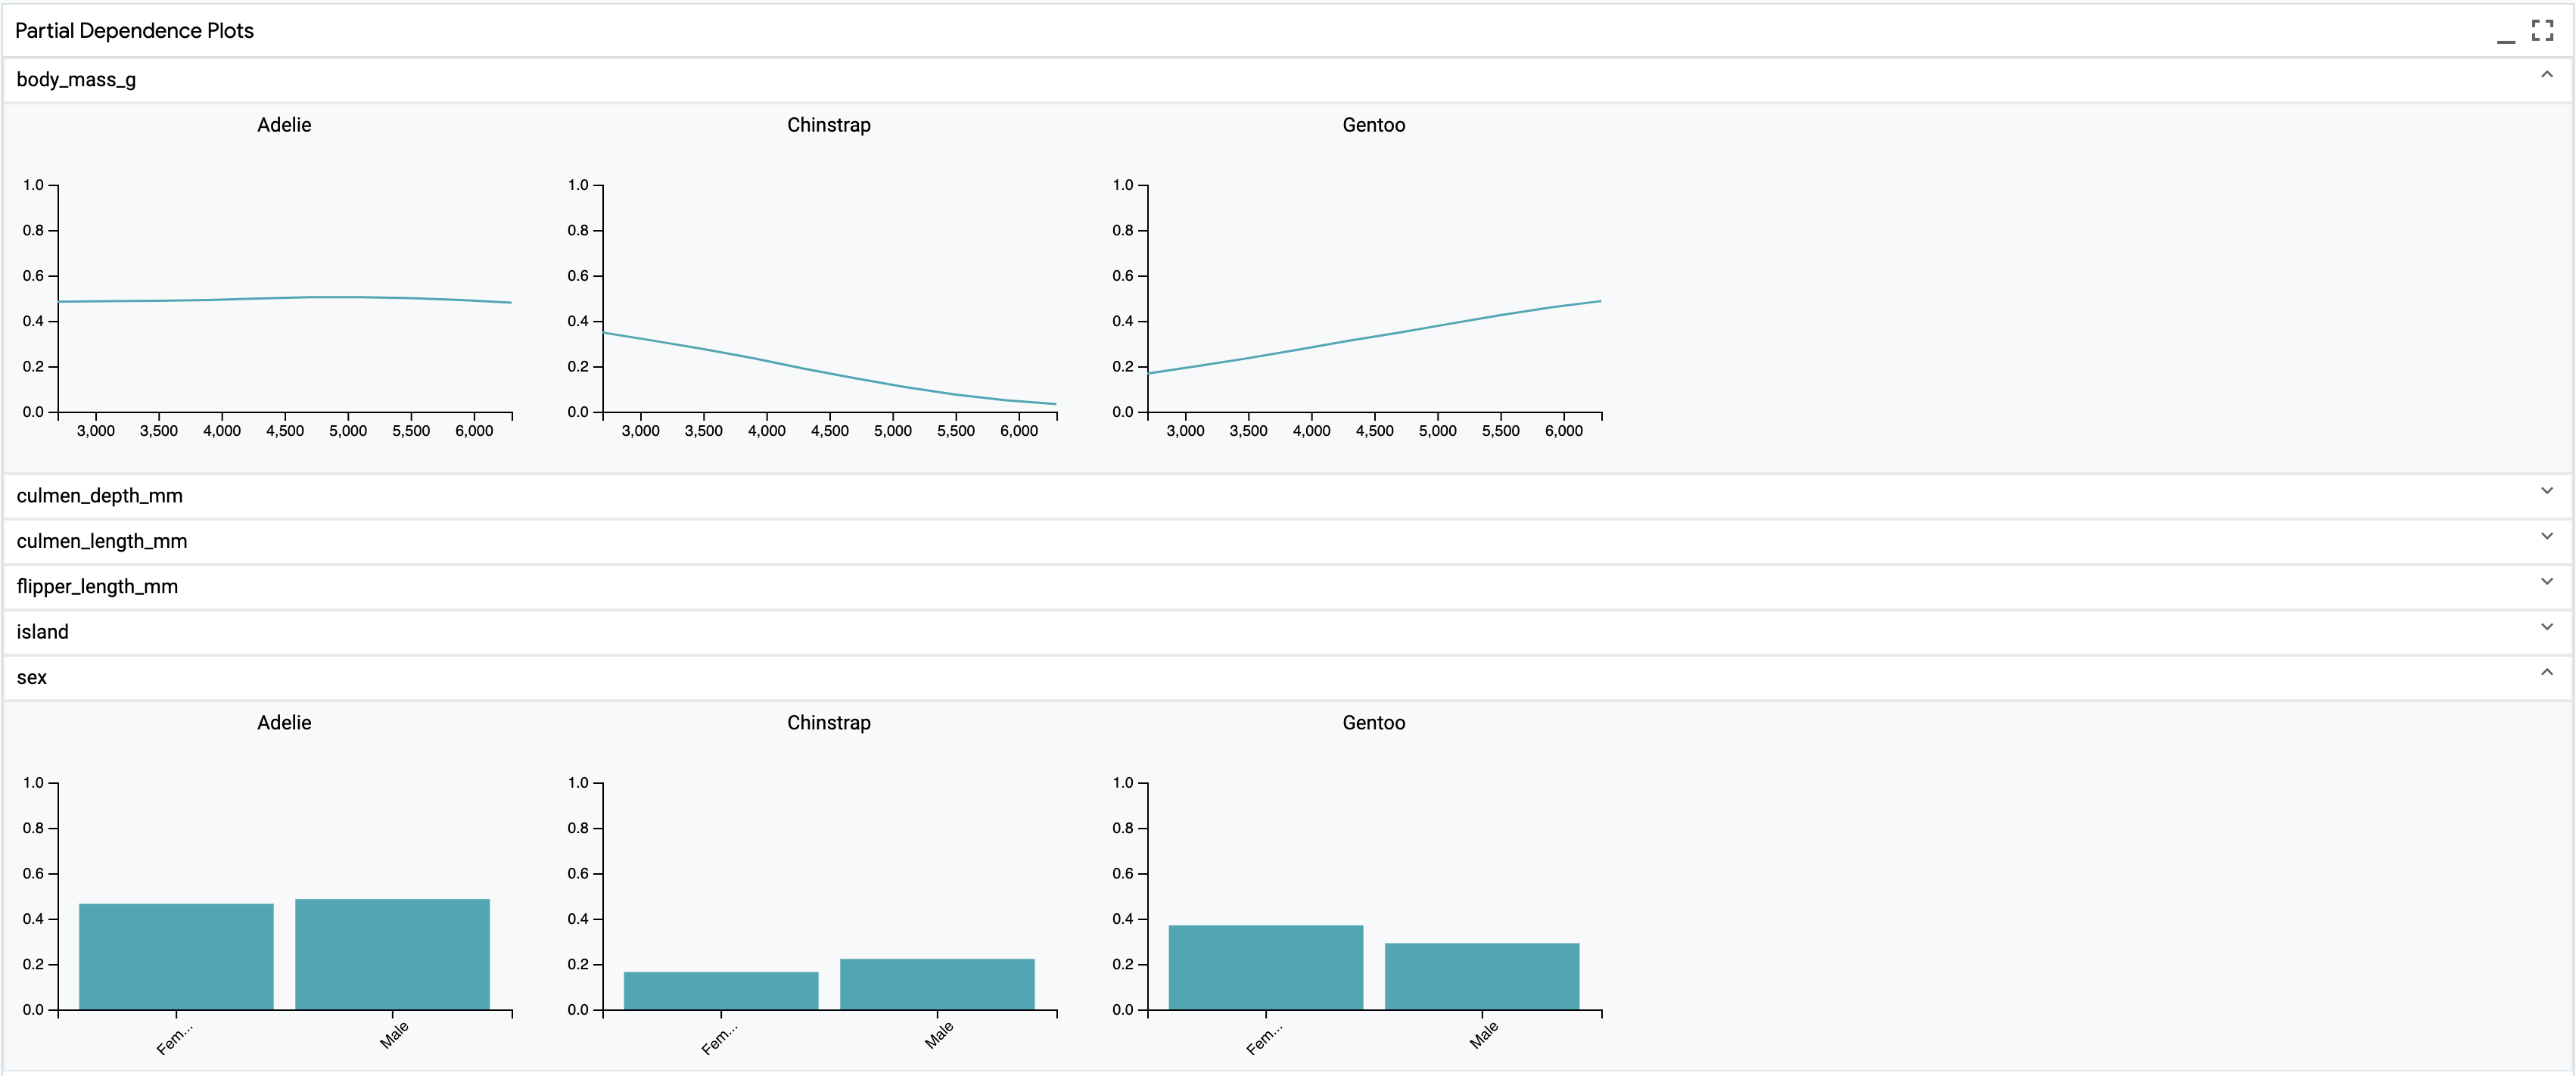 Partial Dependence Plots
body_mass_g
Adelie Chinstrap Gentoo
1.0 1.0 1.0
0.8 0.8 0.8
0.6 0.6 0.6
0.4 0.4 0.4
0.2 0.2 0.2
0.0 0.0 0.0
3,000 3,500 4,000 4,500 5,000 5,500 6,000 3,000 3,500 4,000 4,500 5,000 5,500 6,000 3,000 3,500 4,000 4,500 5,000 5,500 6,000
culmen_depth_mm
culmen_length_mm
flipper_length_mm
island
sex
Adelie Chinstrap Gentoo
1.0 1.0 1.0
0.8 0.8 0.8
0.6 0.6 0.6
0.4 0.4 0.4
0.2 0.2 0.2
0.0 0.0 0.0
Fem... Male Fem... Male Fem... Male